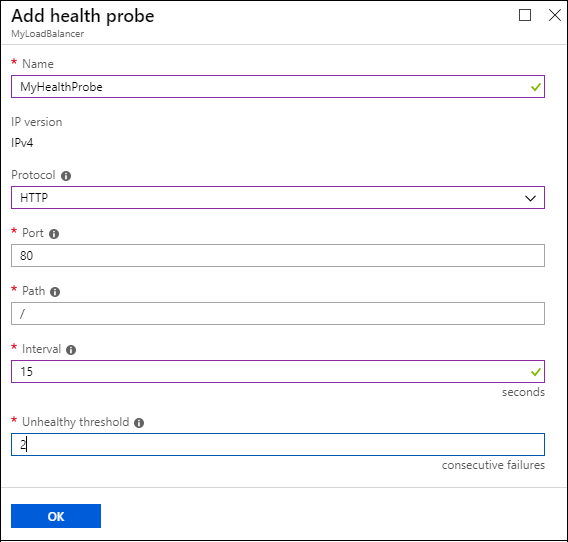 Add health probe
MyLoadBalancer
* Name
MyHealthProbe
IP version
IPv4
Protocol
HTTP
* Port
80
* Path
/
* Interval
15
seconds
* Unhealthy threshold
2
consecutive failures
OK